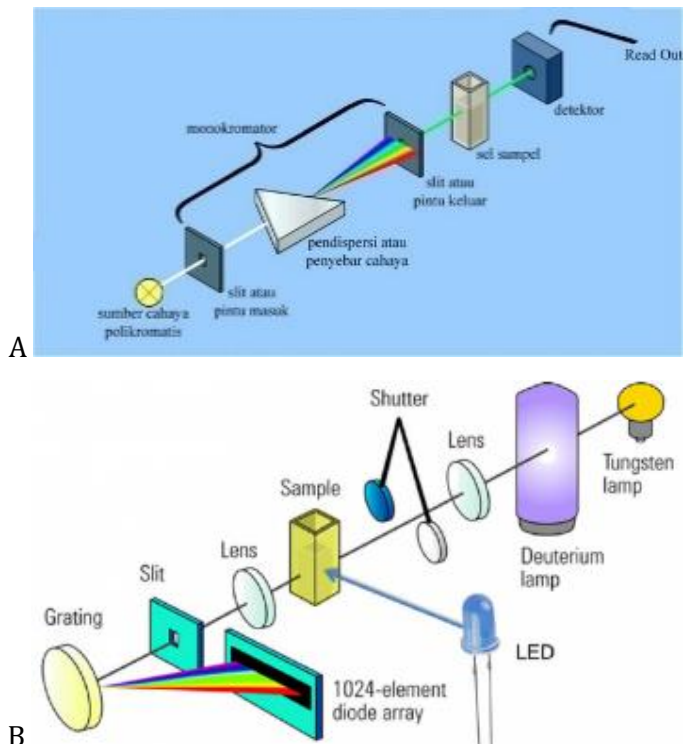 Read Out
detektor
monokromator
sel sampel
slit atau
pintu keluar
pendispersi atau
penyebar cahaya
slit atau
pintu masuk
sumber cahaya
polikromatis
A
Shutter
Lens
Tungsten
lamp
Sample
Deuterium
lamp
Lens
Slit
Grating
LED
1024-element
diode array
B